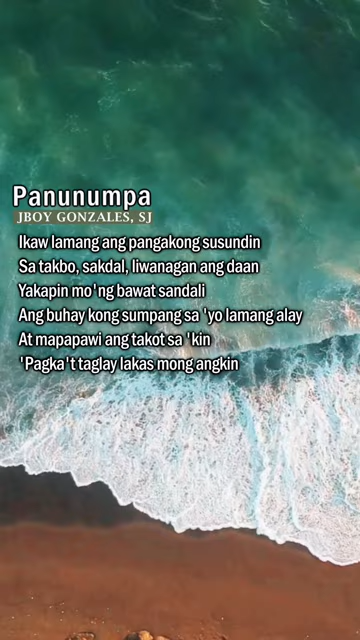 Panunumpa
JBOY GONZALES, SJ
Ikaw lamang ang pangakong susundin
Sa takbo, sakdal, liwanagan ang daan
Yakapin mo'ng bawat sandali
Ang buhay kong sumpang sa 'yo lamang alay
At mapapawi ang takot sa 'kin
'Pagka't taglay lakas mong angkin